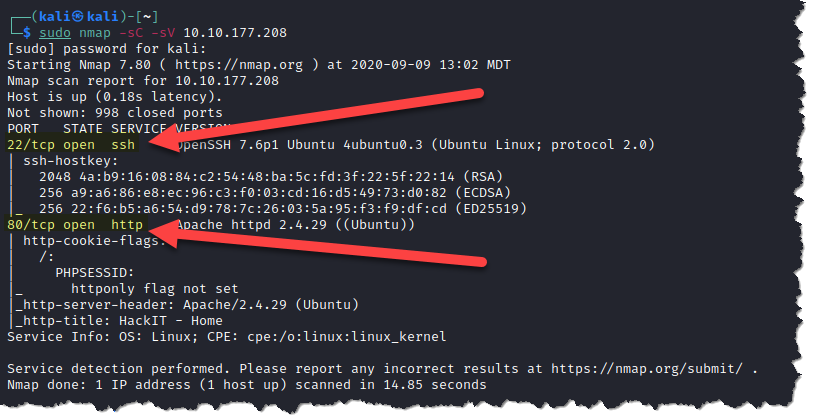 ┌──(kali㉿kali)-[~]
└─$ sudo nmap -sC -sV 10.10.177.208
[sudo] password for kali:
Starting Nmap 7.80 ( https://nmap.org ) at 2020-09-09 13:02 MDT
Nmap scan report for 10.10.177.208
Host is up (0.18s latency).
Not shown: 998 closed ports
PORT   STATE SERVICE VERSION
22/tcp open  ssh     OpenSSH 7.6p1 Ubuntu 4ubuntu0.3 (Ubuntu Linux; protocol 2.0)
| ssh-hostkey:
|   2048 4a:b9:16:08:84:c2:54:48:ba:5c:fd:3f:22:5f:22:14 (RSA)
|   256 a9:a6:86:e8:ec:96:c3:f0:03:cd:16:d5:49:73:d0:82 (ECDSA)
|_  256 22:f6:b5:a6:54:d9:78:7c:26:03:5a:95:f3:f9:df:cd (ED25519)
80/tcp open  http    Apache httpd 2.4.29 ((Ubuntu))
| http-cookie-flags:
|   /:
|     PHPSESSID:
|_      httponly flag not set
|_http-server-header: Apache/2.4.29 (Ubuntu)
|_http-title: HackIT - Home
Service Info: OS: Linux; CPE: cpe:/o:linux:linux_kernel
Service detection performed. Please report any incorrect results at https://nmap.org/submit/ .
Nmap done: 1 IP address (1 host up) scanned in 14.85 seconds